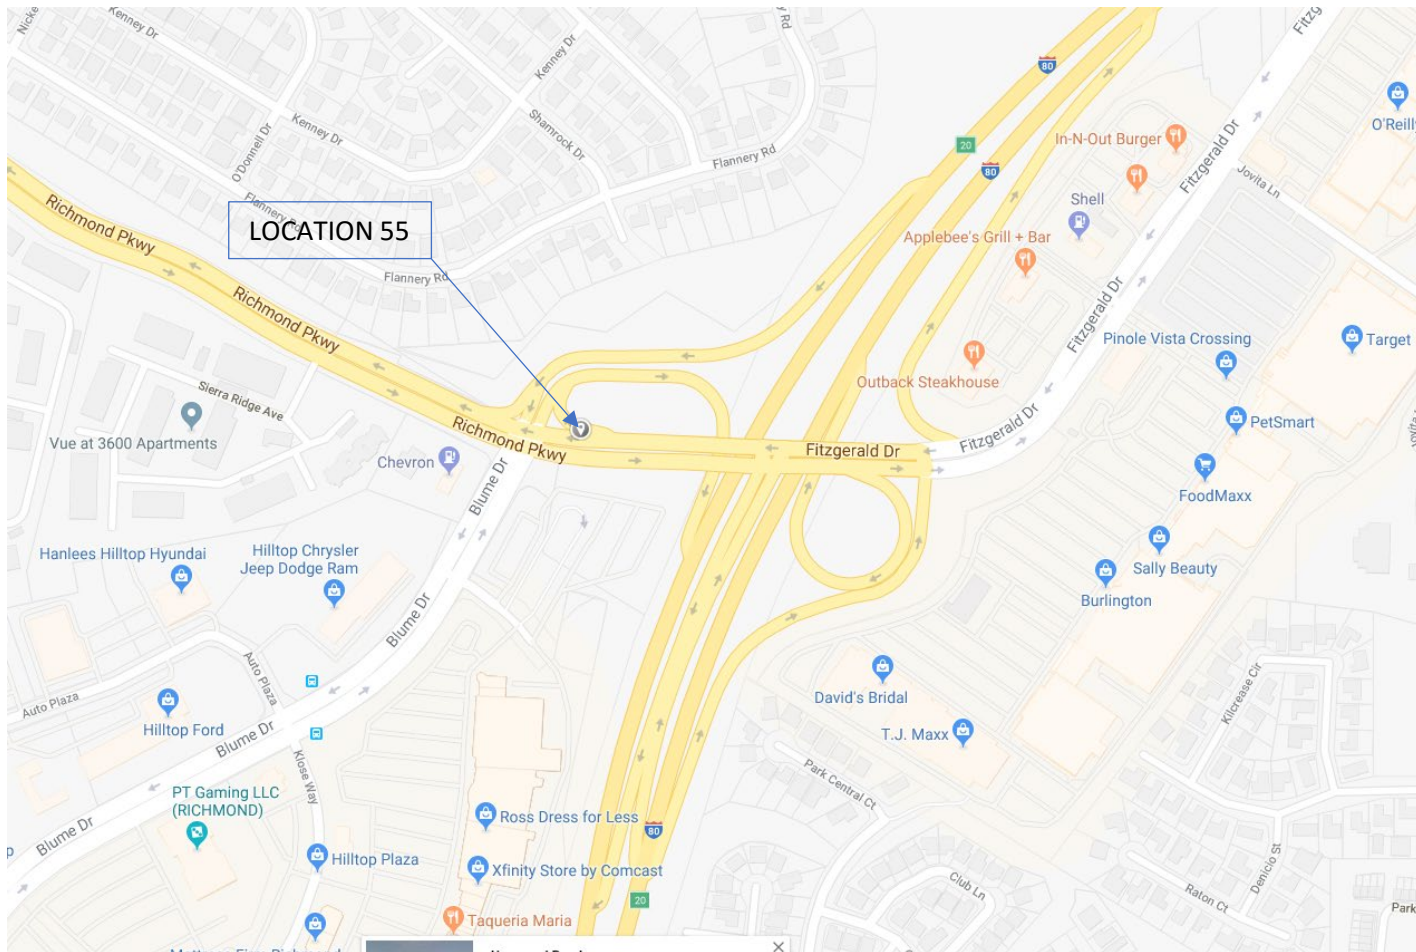 Kenney Dr
Kenney Dr
Fitzg
80
O'Reilly
Shamrock Dr
Kenney Dr
20
In-N-Out Burger
O'Donnell Dr
Flannery Rd
80
Fitzgerald Dr
Jovita Ln
Shell
Richmond Pkwy
Flannery Rd
LOCATION 55
Applebee's Grill + Bar
Flannery Rd
Richmond Pkwy
Fitzgerald Dr
Pinole Vista Crossing
Target
Outback Steakhouse
Sierra Ridge Ave
Vue at 3600 Apartments
Richmond Pkwy
Fitzgerald Dr
Fitzgerald Dr
PetSmart
Chevron
Blume Dr
FoodMaxx
Hanlees Hilltop Hyundai
Hilltop Chrysler
Jeep Dodge Ram
Sally Beauty
Burlington
Blume Dr
Auto Plaza
Auto Plaza
David's Bridal
Kilcrease Cir
Hilltop Ford
Blume Dr
T.J. Maxx
Klose Way
Park Central Ct
PT Gaming LLC
(RICHMOND)
Ross Dress for Less
80
Blume Dr
Hilltop Plaza
Xfinity Store by Comcast
Club Ln
Denicio St
Raton Ct
20
Park
Taqueria Maria